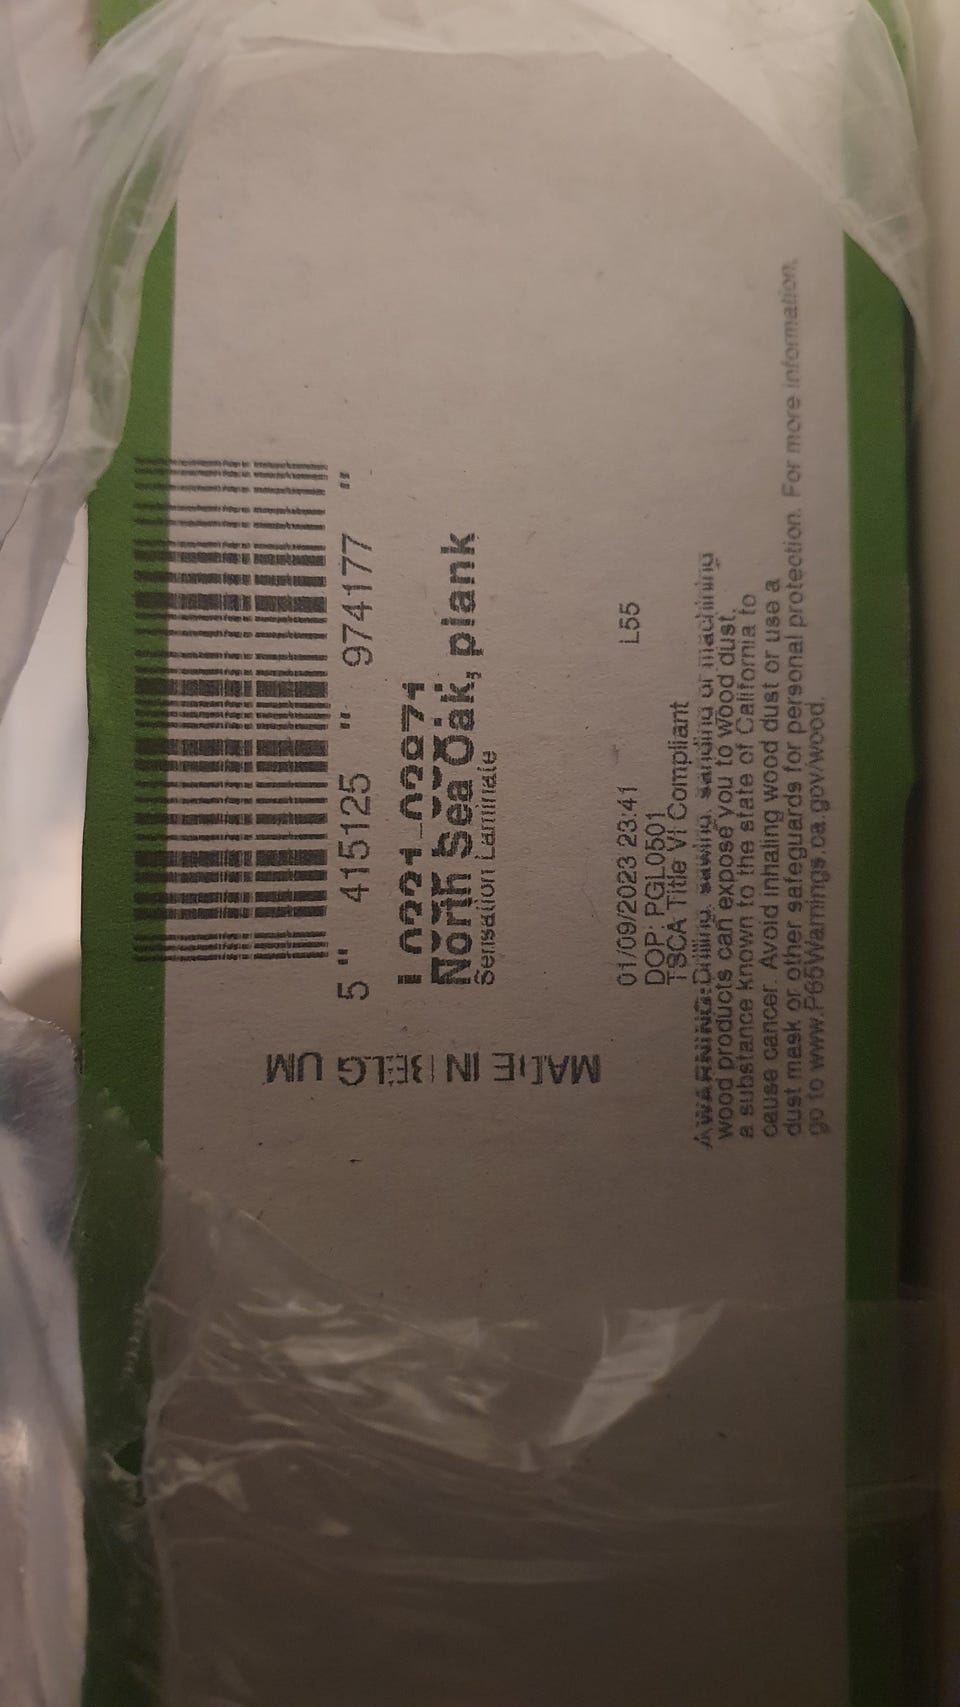 5 " 415125 " 974177 "
North Sea Oak, plank
Sensation Laminate
01/09/2023 23:41 L55
DOP: PGL0501
TSCA Title VI Compliant
WARNING: Drilling, sawing, sanding or machining
wood products can expose you to wood dust,
a substance known to the state of California to
cause cancer. Avoid inhaling wood dust or use a
dust mask or other safeguards for personal protection. For more information,
go to www.P65Warnings.ca.gov/wood.
MADE IN BELGIUM